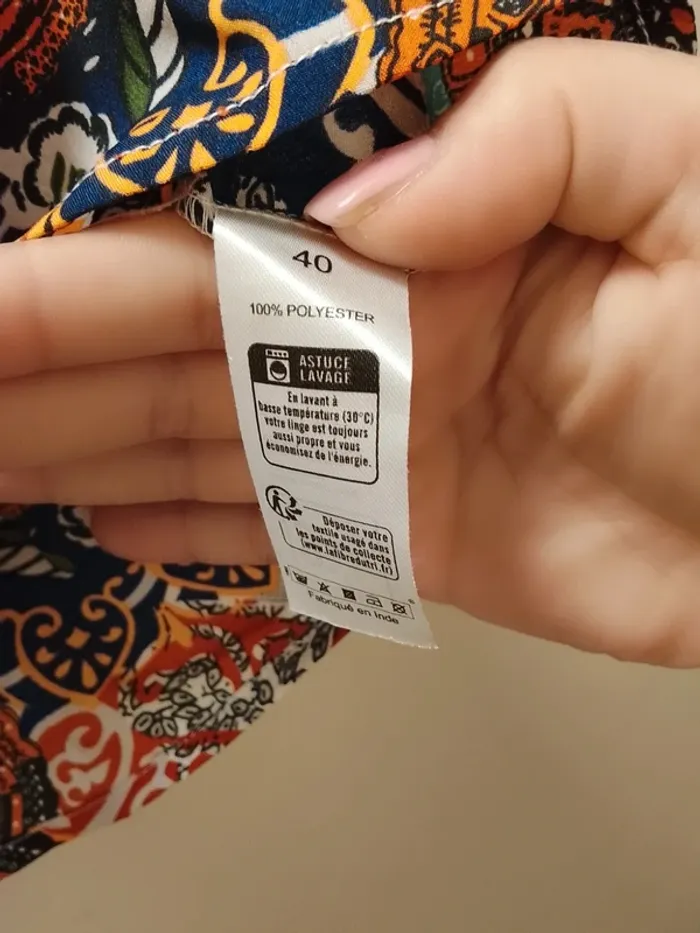 40
100% POLYESTER
ASTUCE
LAVAGE
En lavant à
basse température (30°C)
votre linge est toujours
aussi propre et vous
économisez de l'énergie.
Déposer votre
textile usagé dans
les points de collecte
(www.lafibredutri.fr)
Fabriqué en Inde